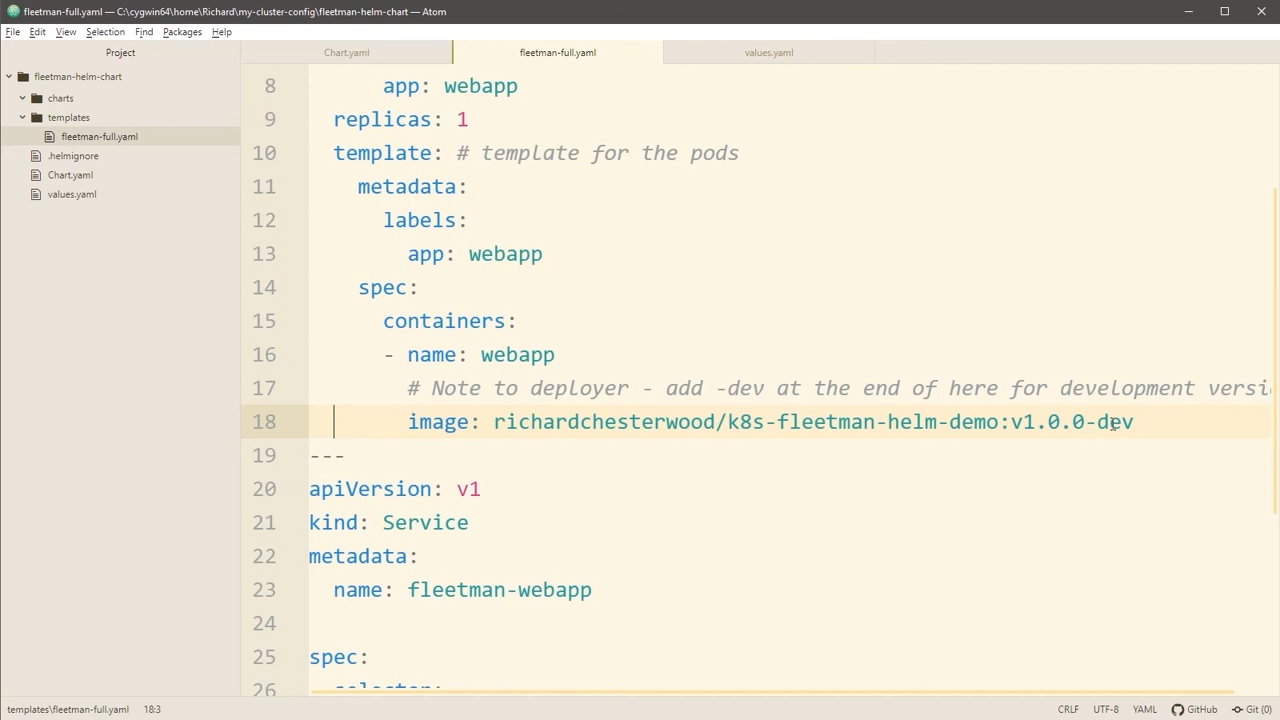 fleetman-full.yaml — C:\cygwin64\home\Richard\my-cluster-config\fleetman-helm-chart — Atom
File Edit View Selection Find Packages Help
Project
fleetman-helm-chart
charts
templates
fleetman-full.yaml
.helmignore
Chart.yaml
values.yaml
Chart.yaml fleetman-full.yaml values.yaml
8 app: webapp
9 replicas: 1
10 template: # template for the pods
11 metadata:
12 labels:
13 app: webapp
14 spec:
15 containers:
16 - name: webapp
17 # Note to deployer - add -dev at the end of here for development versi
18 image: richardchesterwood/k8s-fleetman-helm-demo:v1.0.0-dev
19 ---
20 apiVersion: v1
21 kind: Service
22 metadata:
23 name: fleetman-webapp
24
25 spec:
26 selector:
templates\fleetman-full.yaml 18:3 CRLF UTF-8 YAML GitHub Git (0)